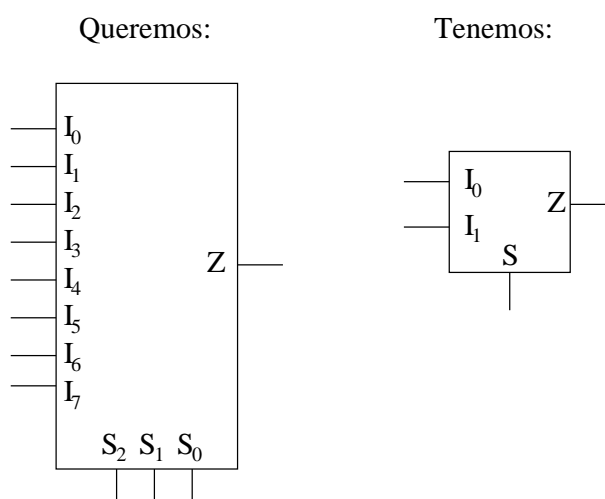 Queremos:
I0
I1
I2
I3
I4
I5
I6
I7
Z
S2 S1 S0
Tenemos:
I0
I1
Z
S